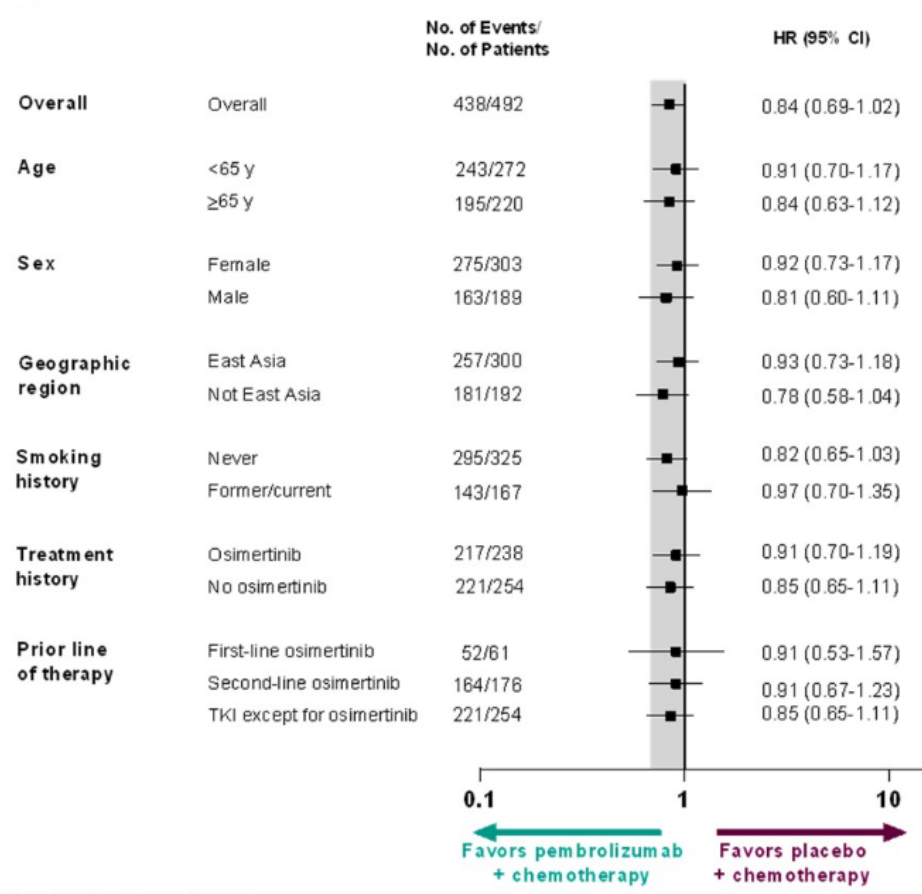 No. of Events/ HR (95% CI)
No. of Patients
Overall Overall 438/492 0.84 (0.69-1.02)
Age <65 y 243/272 0.91 (0.70-1.17)
≥65 y 195/220 0.84 (0.63-1.12)
Sex Female 275/303 0.92 (0.73-1.17)
Male 163/189 0.81 (0.60-1.11)
Geographic East Asia 257/300 0.93 (0.73-1.18)
region Not East Asia 181/192 0.78 (0.58-1.04)
Smoking Never 295/325 0.82 (0.65-1.03)
history Former/current 143/167 0.97 (0.70-1.35)
Treatment Osimertinib 217/238 0.91 (0.70-1.19)
history No osimertinib 221/254 0.85 (0.65-1.11)
Prior line First-line osimertinib 52/61 0.91 (0.53-1.57)
of therapy Second-line osimertinib 164/176 0.91 (0.67-1.23)
TKI except for osimertinib 221/254 0.85 (0.65-1.11)
0.1 1 10
Favors pembrolizumab Favors placebo
+ chemotherapy + chemotherapy